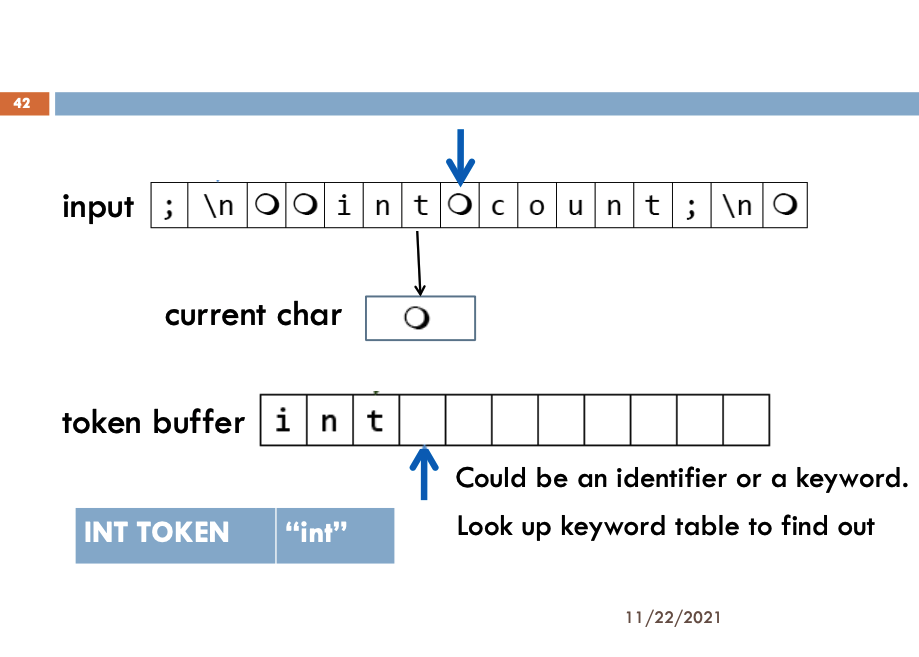 42
input ; \n ❍ ❍ i n t ❍ c o u n t ; \n ❍
current char ❍
token buffer i n t
Could be an identifier or a keyword.
INT TOKEN “int”
Look up keyword table to find out
11/22/2021